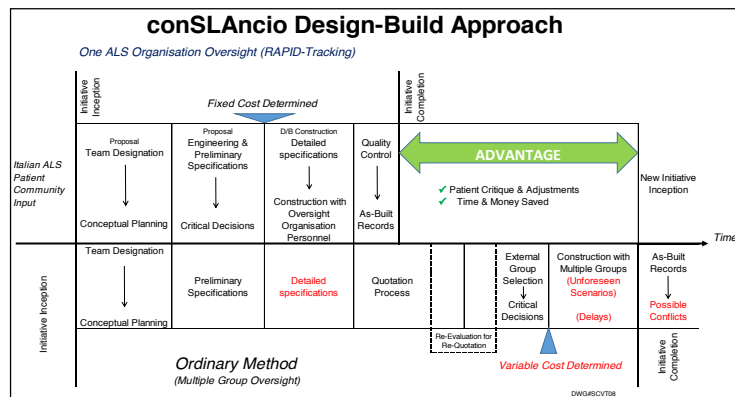 conSLAncio Design-Build Approach
One ALS Organisation Oversight (RAPID-Tracking)
Initiative
Inception
Fixed Cost Determined
Initiative
Completion
Italian ALS
Patient
Community
Input
Proposal
Team Designation
Conceptual Planning
Proposal
Engineering &
Preliminary
Specifications
Critical Decisions
D/B Construction
Detailed
specifications
Construction with
Oversight
Organisation
Personnel
Quality
Control
As-Built
Records
ADVANTAGE
✓ Patient Critique & Adjustments
✓ Time & Money Saved
New Initiative
Inception
Time
Initiative Inception
Team Designation
Conceptual Planning
Preliminary
Specifications
Detailed
specifications
Quotation
Process
Re-Evaluation for
Re-Quotation
External
Group
Selection
Critical
Decisions
Construction with
Multiple Groups
(Unforeseen
Scenarios)
(Delays)
As-Built
Records
Possible
Conflicts
Ordinary Method
(Multiple Group Oversight)
Variable Cost Determined
Initiative
Completion
DWG#SCVT08